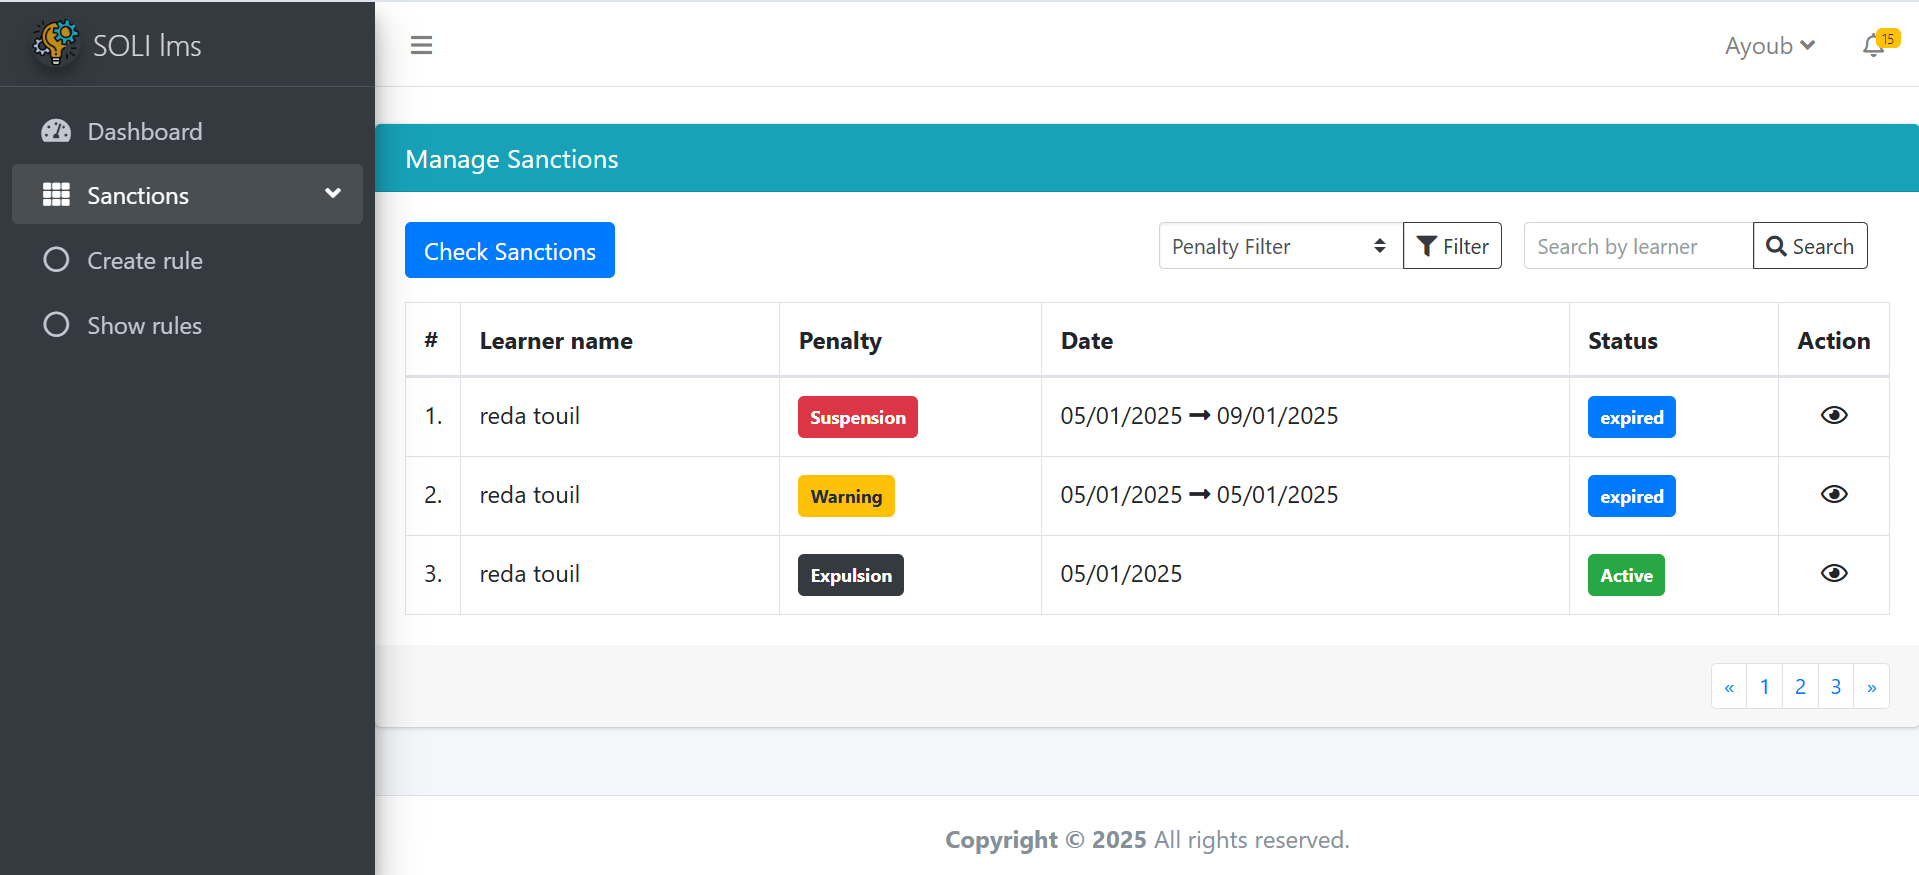 SOLI lms
Ayoub
15
Dashboard
Sanctions
Create rule
Show rules
Manage Sanctions
Check Sanctions
Penalty Filter
Filter
Search by learner
Search
# Learner name Penalty Date Status Action
1. reda touil Suspension 05/01/2025 → 09/01/2025 expired
2. reda touil Warning 05/01/2025 → 05/01/2025 expired
3. reda touil Expulsion 05/01/2025 Active
« 1 2 3 »
Copyright © 2025 All rights reserved.